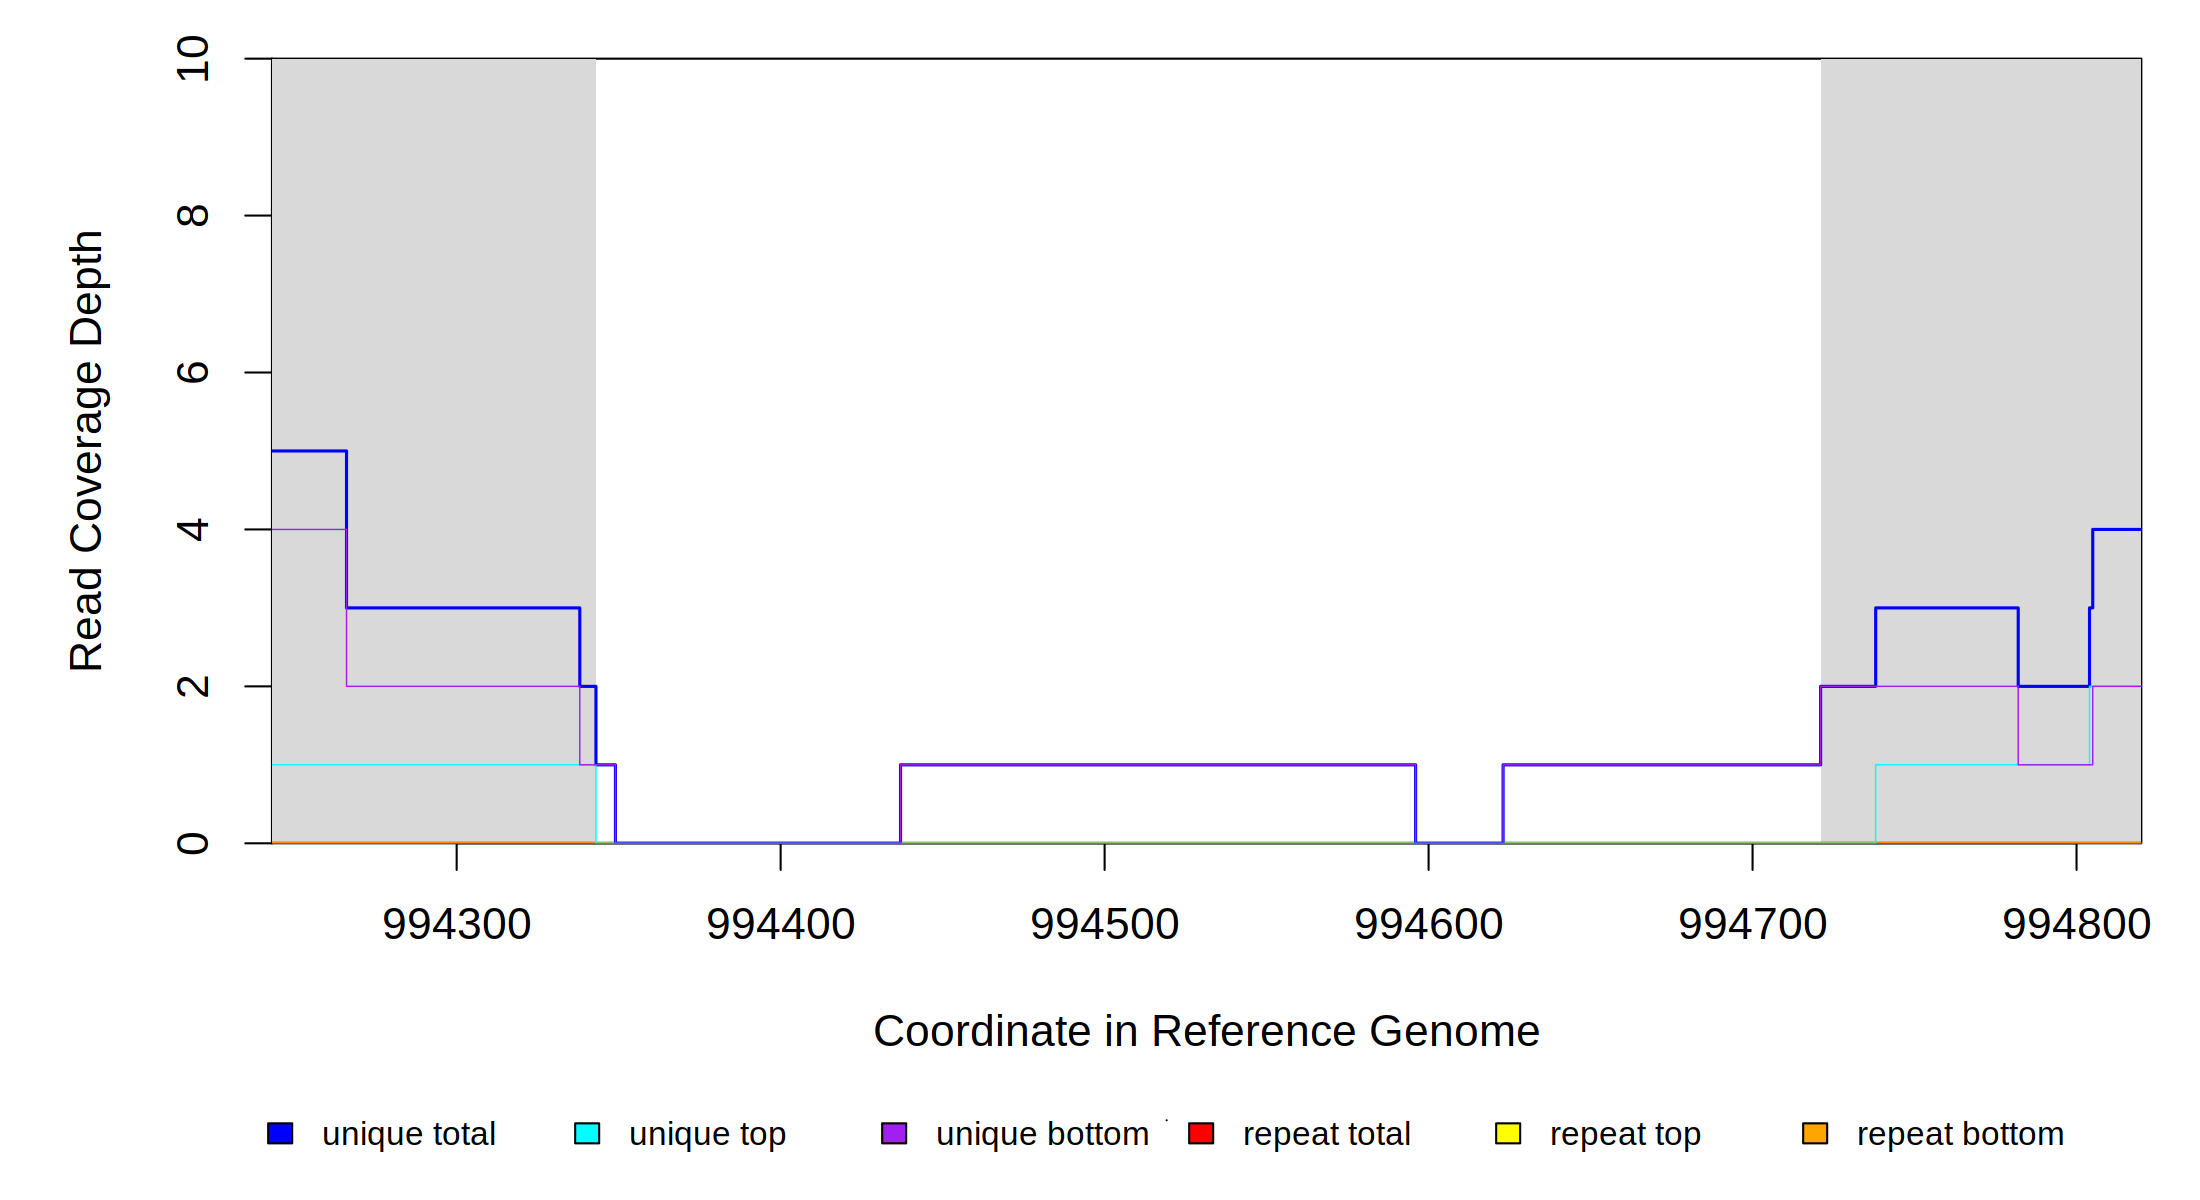 10
8
6
4
2
0
Read Coverage Depth
994300 994400 994500 994600 994700 994800
Coordinate in Reference Genome
unique total unique top unique bottom repeat total repeat top repeat bottom